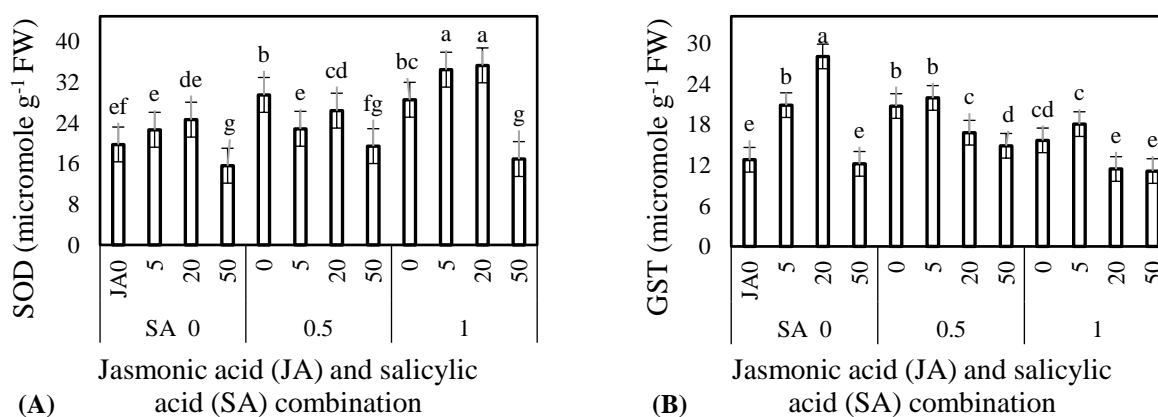 SOD (micromole g-1 FW)
40
32
24
16
8
0
ef
e
de
g
b
e
cd
fg
bc
a
a
g
JA0 5 20 50 0 5 20 50 0 5 20 50
SA 0 0.5 1
Jasmonic acid (JA) and salicylic
acid (SA) combination
(A)
GST (micromole g-1 FW)
30
24
18
12
6
0
e
b
a
e
b
b
c
d
cd
c
e
e
JA0 5 20 50 0 5 20 50 0 5 20 50
SA 0 0.5 1
Jasmonic acid (JA) and salicylic
acid (SA) combination
(B)